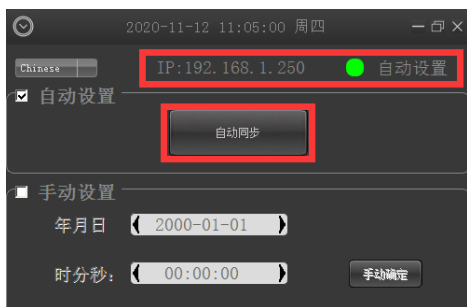 2020-11-12 11:05:00 周四
Chinese IP:192.168.1.250 自动设置
自动设置
自动同步
手动设置
年月日 2000-01-01
时分秒: 00:00:00 手动确定